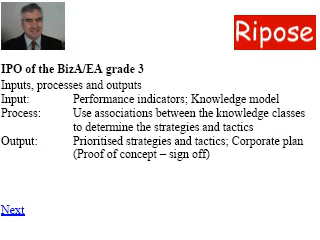 Ripose
IPO of the BizA/EA grade 3
Inputs, processes and outputs
Input: Performance indicators; Knowledge model
Process: Use associations between the knowledge classes
to determine the strategies and tactics
Output: Prioritised strategies and tactics; Corporate plan
(Proof of concept – sign off)
Next